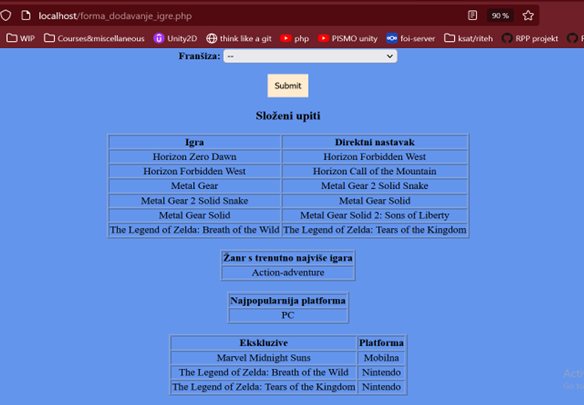 localhost/forma_dodavanje_igre.php 90 %
WIP Courses&miscellaneous Unity2D think like a git php PISMO unity foi-server ksat/riteh RPP projekt
Franšiza: --
Submit
Složeni upiti
Igra Direktni nastavak
Horizon Zero Dawn Horizon Forbidden West
Horizon Forbidden West Horizon Call of the Mountain
Metal Gear Metal Gear 2 Solid Snake
Metal Gear 2 Solid Snake Metal Gear Solid
Metal Gear Solid Metal Gear Solid 2: Sons of Liberty
The Legend of Zelda: Breath of the Wild The Legend of Zelda: Tears of the Kingdom
Žanr s trenutno najviše igara
Action-adventure
Najpopularnija platforma
PC
Ekskluzive Platforma
Marvel Midnight Suns Mobilna
The Legend of Zelda: Breath of the Wild Nintendo
The Legend of Zelda: Tears of the Kingdom Nintendo